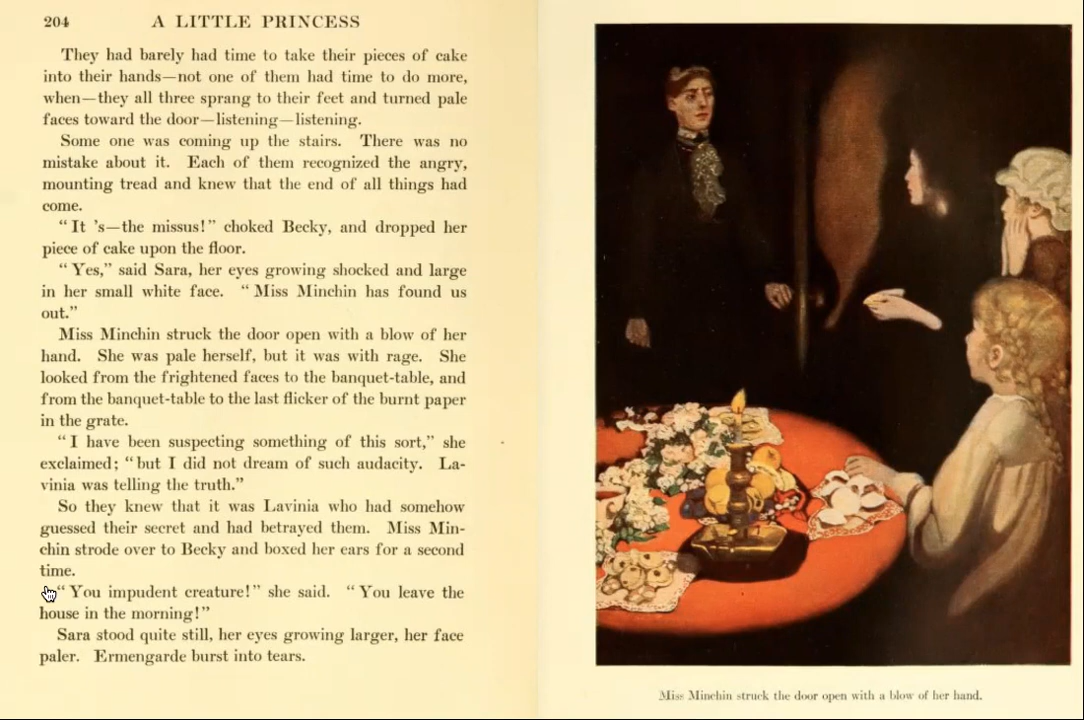 204 A LITTLE PRINCESS
They had barely had time to take their pieces of cake
into their hands—not one of them had time to do more,
when—they all three sprang to their feet and turned pale
faces toward the door—listening—listening.
Some one was coming up the stairs. There was no
mistake about it. Each of them recognized the angry,
mounting tread and knew that the end of all things had
come.
“It 's—the missus!” choked Becky, and dropped her
piece of cake upon the floor.
“Yes,” said Sara, her eyes growing shocked and large
in her small white face. “Miss Minchin has found us
out.”
Miss Minchin struck the door open with a blow of her
hand. She was pale herself, but it was with rage. She
looked from the frightened faces to the banquet-table, and
from the banquet-table to the last flicker of the burnt paper
in the grate.
“I have been suspecting something of this sort,” she
exclaimed; “but I did not dream of such audacity. La-
vinia was telling the truth.”
So they knew that it was Lavinia who had somehow
guessed their secret and had betrayed them. Miss Min-
chin strode over to Becky and boxed her ears for a second
time.
“You impudent creature!” she said. “You leave the
house in the morning!”
Sara stood quite still, her eyes growing larger, her face
paler. Ermengarde burst into tears.
Miss Minchin struck the door open with a blow of her hand.